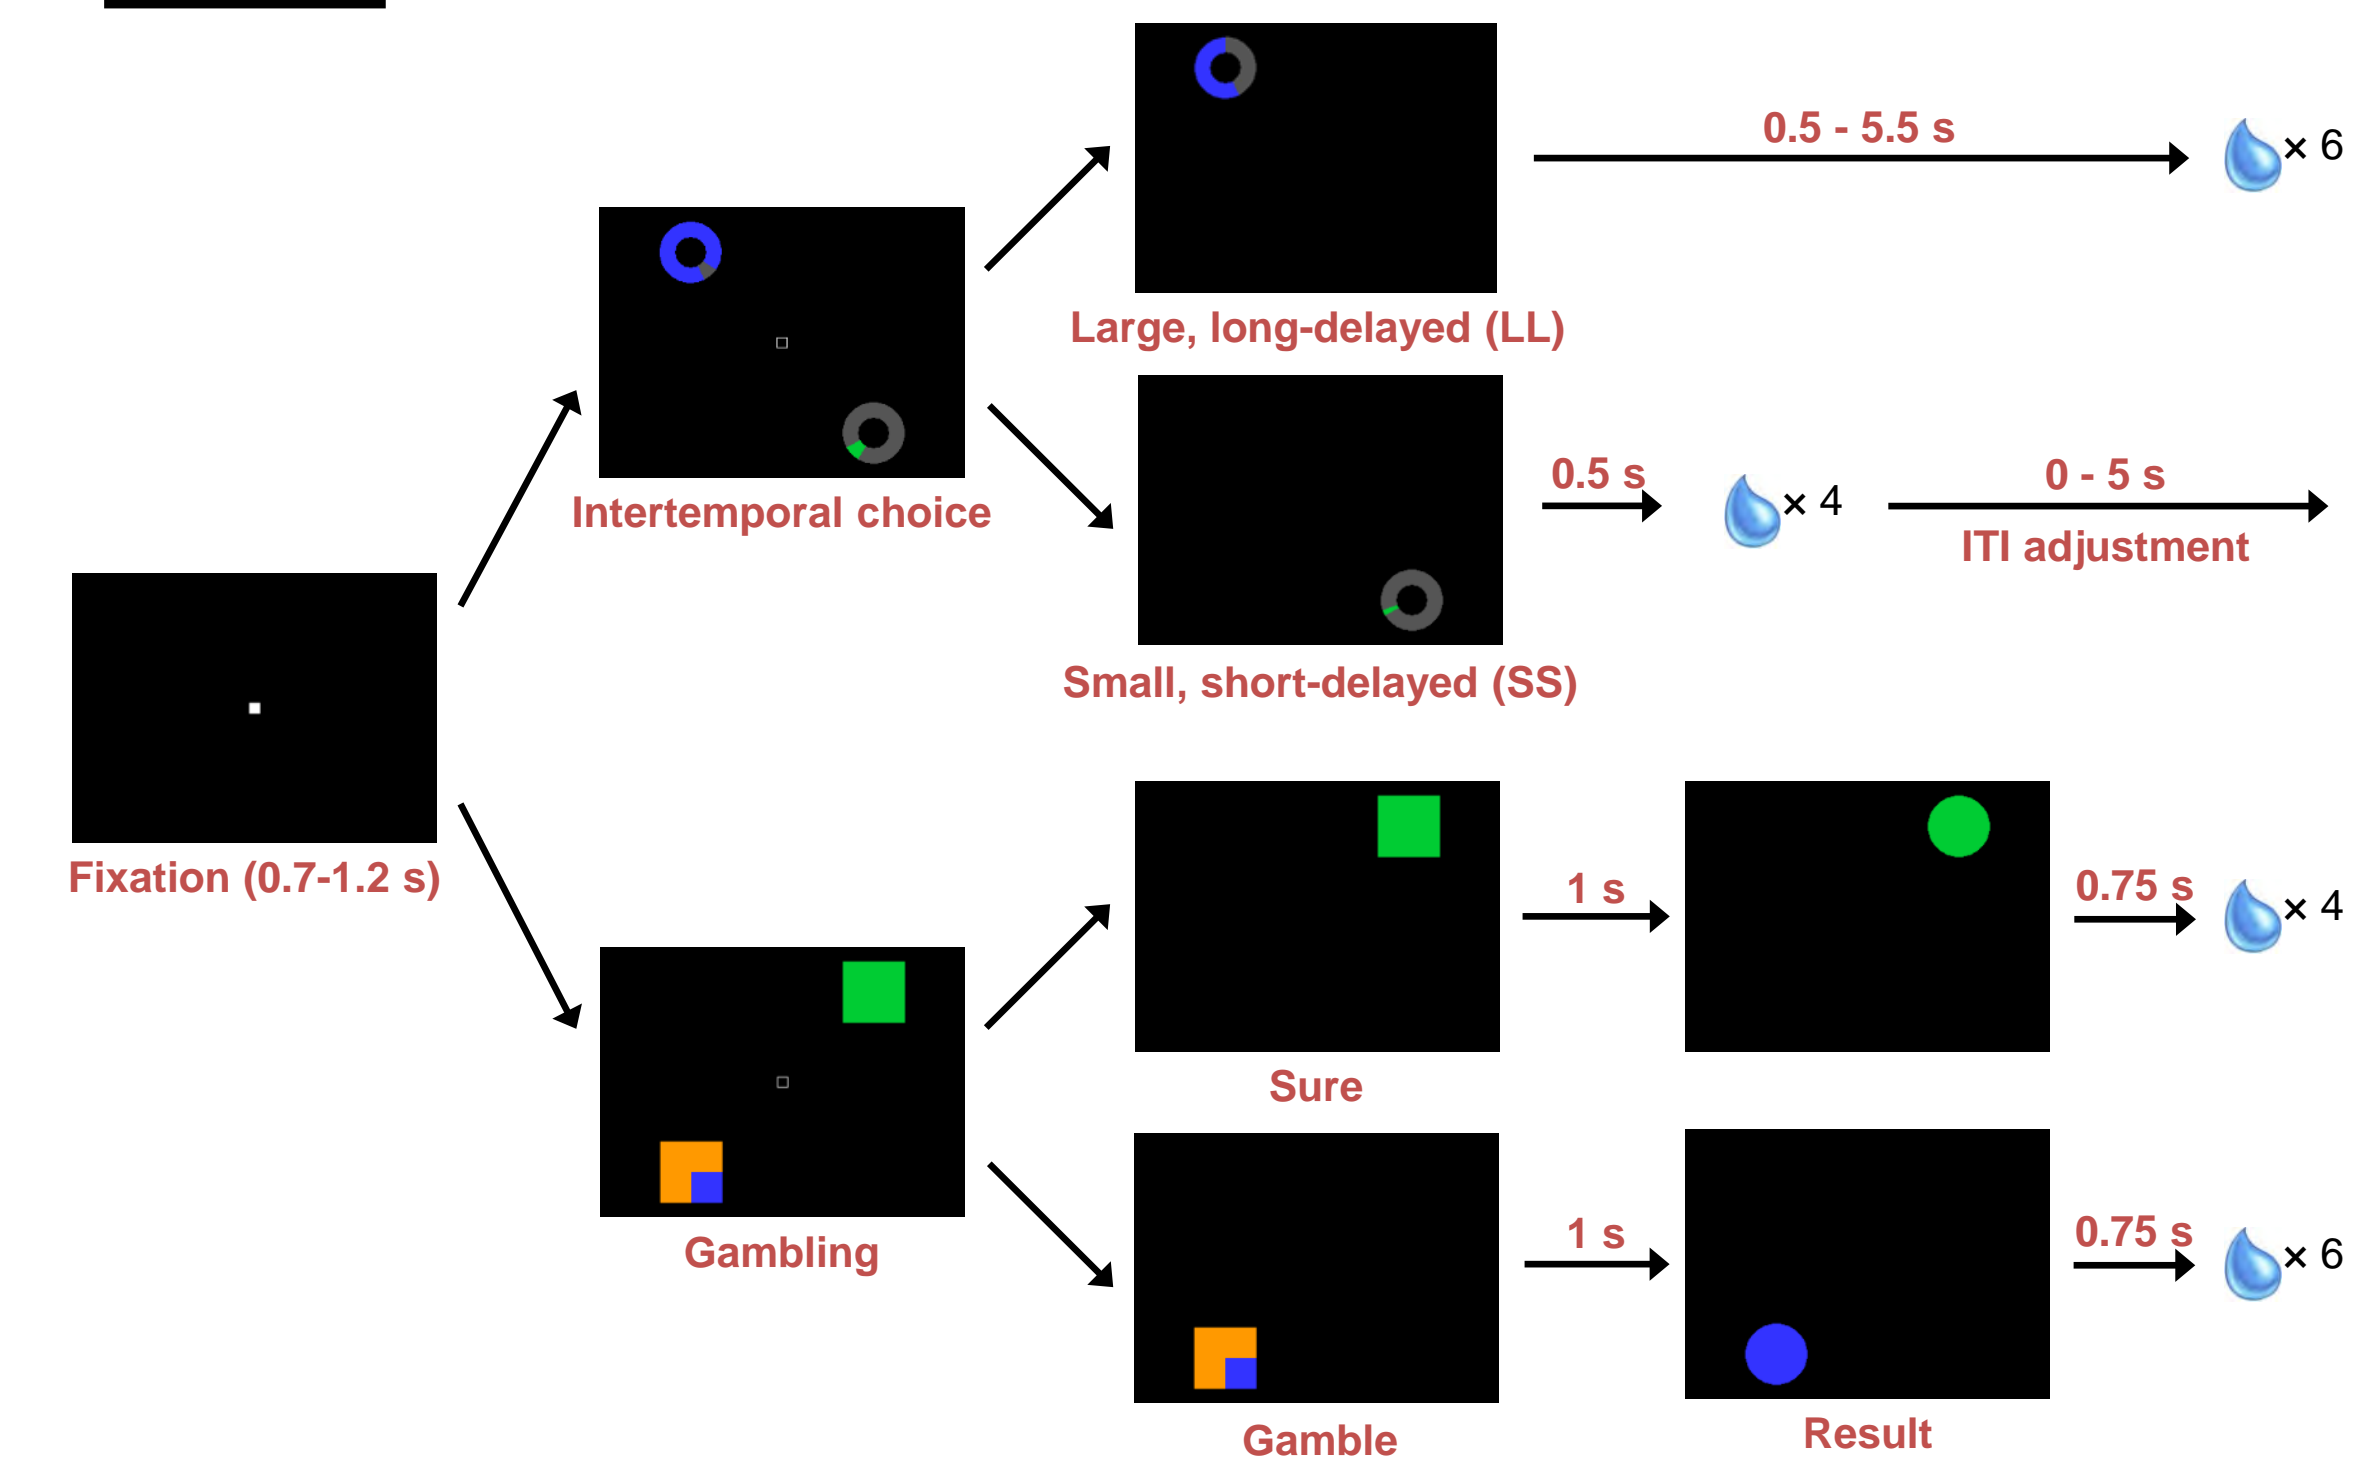 0.5 - 5.5 s
× 6
Large, long-delayed (LL)
Intertemporal choice
0.5 s
× 4
0 - 5 s
ITI adjustment
Small, short-delayed (SS)
Fixation (0.7-1.2 s)
1 s
0.75 s
× 4
Sure
Gambling
1 s
0.75 s
× 6
Gamble
Result